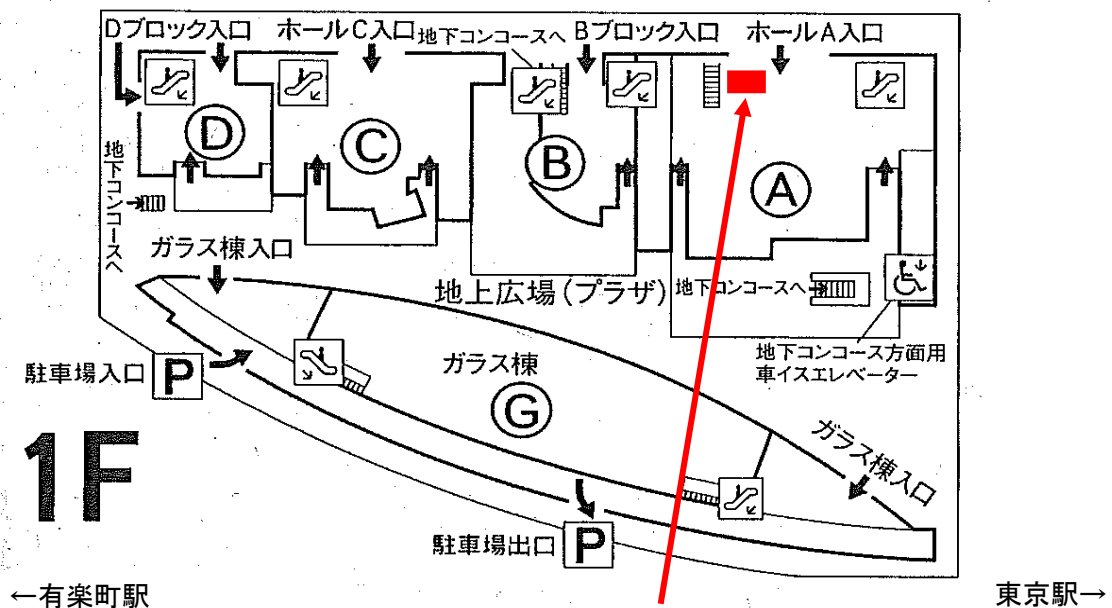 Dブロック入口
ホールC入口
地下コンコースへ
Bブロック入口
ホールA入口
D
C
B
A
地下コンコースへ
ガラス棟入口
地上広場(プラザ)
地下コンコースへ
地下コンコース方面用
車イスエレベーター
駐車場入口
P
ガラス棟
G
ガラス棟入口
1F
駐車場出口
P
←有楽町駅
東京駅→